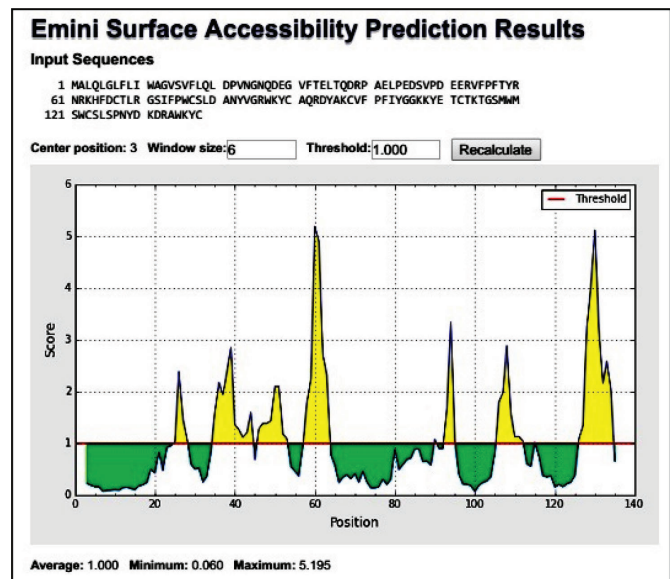 Emini Surface Accessibility Prediction Results
Input Sequences
1 MALQLGLFLI WAGVSVFLQL DPVNGNQDEG VFTELTQDRP AELPEDSVPD EERVFPFTYR
61 NRKHFDCTLR GSIFPWCSLD ANYVGRWKYC AQRDYAKCVF PFIYGGKKYE TCTKTGSMWM
121 SWCSLSPNYD KDRAWKYC
Center position: 3 Window size: 6 Threshold: 1.000 Recalculate
Threshold
Score
6
5
4
3
2
1
0
0 20 40 60 80 100 120 140
Position
Average: 1.000 Minimum: 0.060 Maximum: 5.195